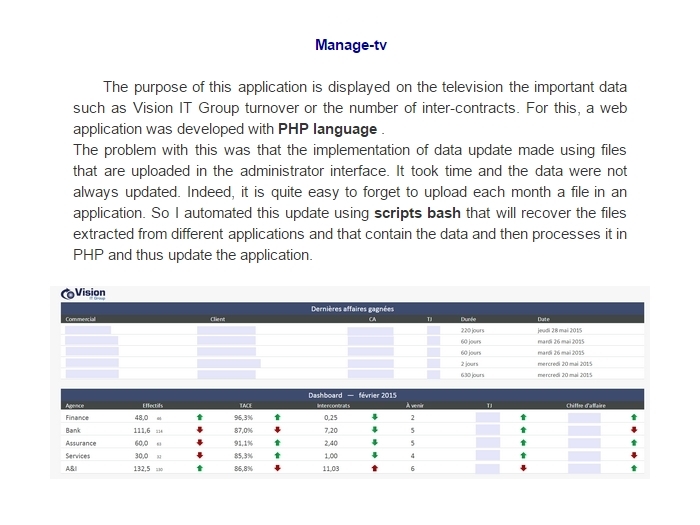 Manage-tv
The purpose of this application is displayed on the television the important data
such as Vision IT Group turnover or the number of inter-contracts. For this, a web
application was developed with PHP language .
The problem with this was that the implementation of data update made using files
that are uploaded in the administrator interface. It took time and the data were not
always updated. Indeed, it is quite easy to forget to upload each month a file in an
application. So I automated this update using scripts bash that will recover the files
extracted from different applications and that contain the data and then processes it in
PHP and thus update the application.
Vision
IT Group
Dernières affaires gagnées
Commercial Client CA TJ Durée Date
220 jours jeudi 28 mai 2015
60 jours mardi 26 mai 2015
60 jours mardi 26 mai 2015
2 jours mercredi 20 mai 2015
630 jours mercredi 20 mai 2015
Dashboard — février 2015
Agence Effectifs TACE Intercontrats À venir TJ Chiffre d'affaire
Finance 48,0 96,3% 0,25 2
Bank 111,6 87,0% 7,20 5
Assurance 60,0 91,1% 2,40 5
Services 30,0 85,3% 1,00 4
A&I 132,5 86,8% 11,03 6